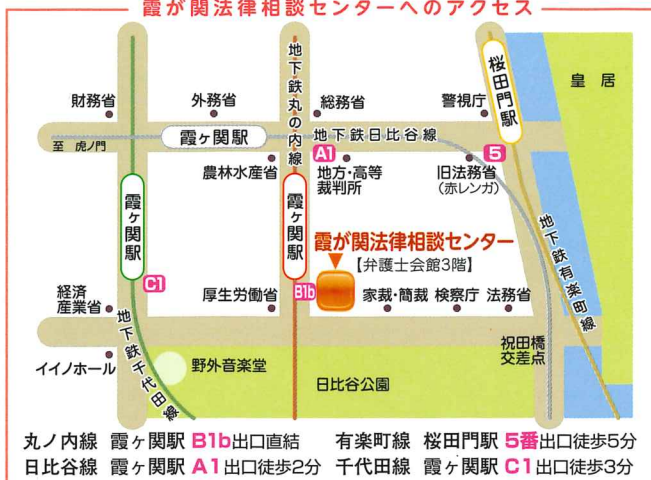 霞が関法律相談センターへのアクセス
財務省
外務省
地下鉄丸の内線
総務省
警視庁
桜田門駅
皇居
至 虎ノ門
霞ヶ関駅
地下鉄日比谷線
A1
5
農林水産省
地方・高等
裁判所
旧法務省
(赤レンガ)
霞ヶ関駅
霞ヶ関駅
霞が関法律相談センター
【弁護士会館3階】
地下鉄有楽町線
C1
B1b
経済
産業省
厚生労働省
家裁・簡裁
検察庁
法務省
地下鉄千代田線
イイノホール
野外音楽堂
日比谷公園
祝田橋
交差点
丸ノ内線 霞ヶ関駅 B1b出口直結
有楽町線 桜田門駅 5番出口徒歩5分
日比谷線 霞ヶ関駅 A1出口徒歩2分
千代田線 霞ヶ関駅 C1出口徒歩3分